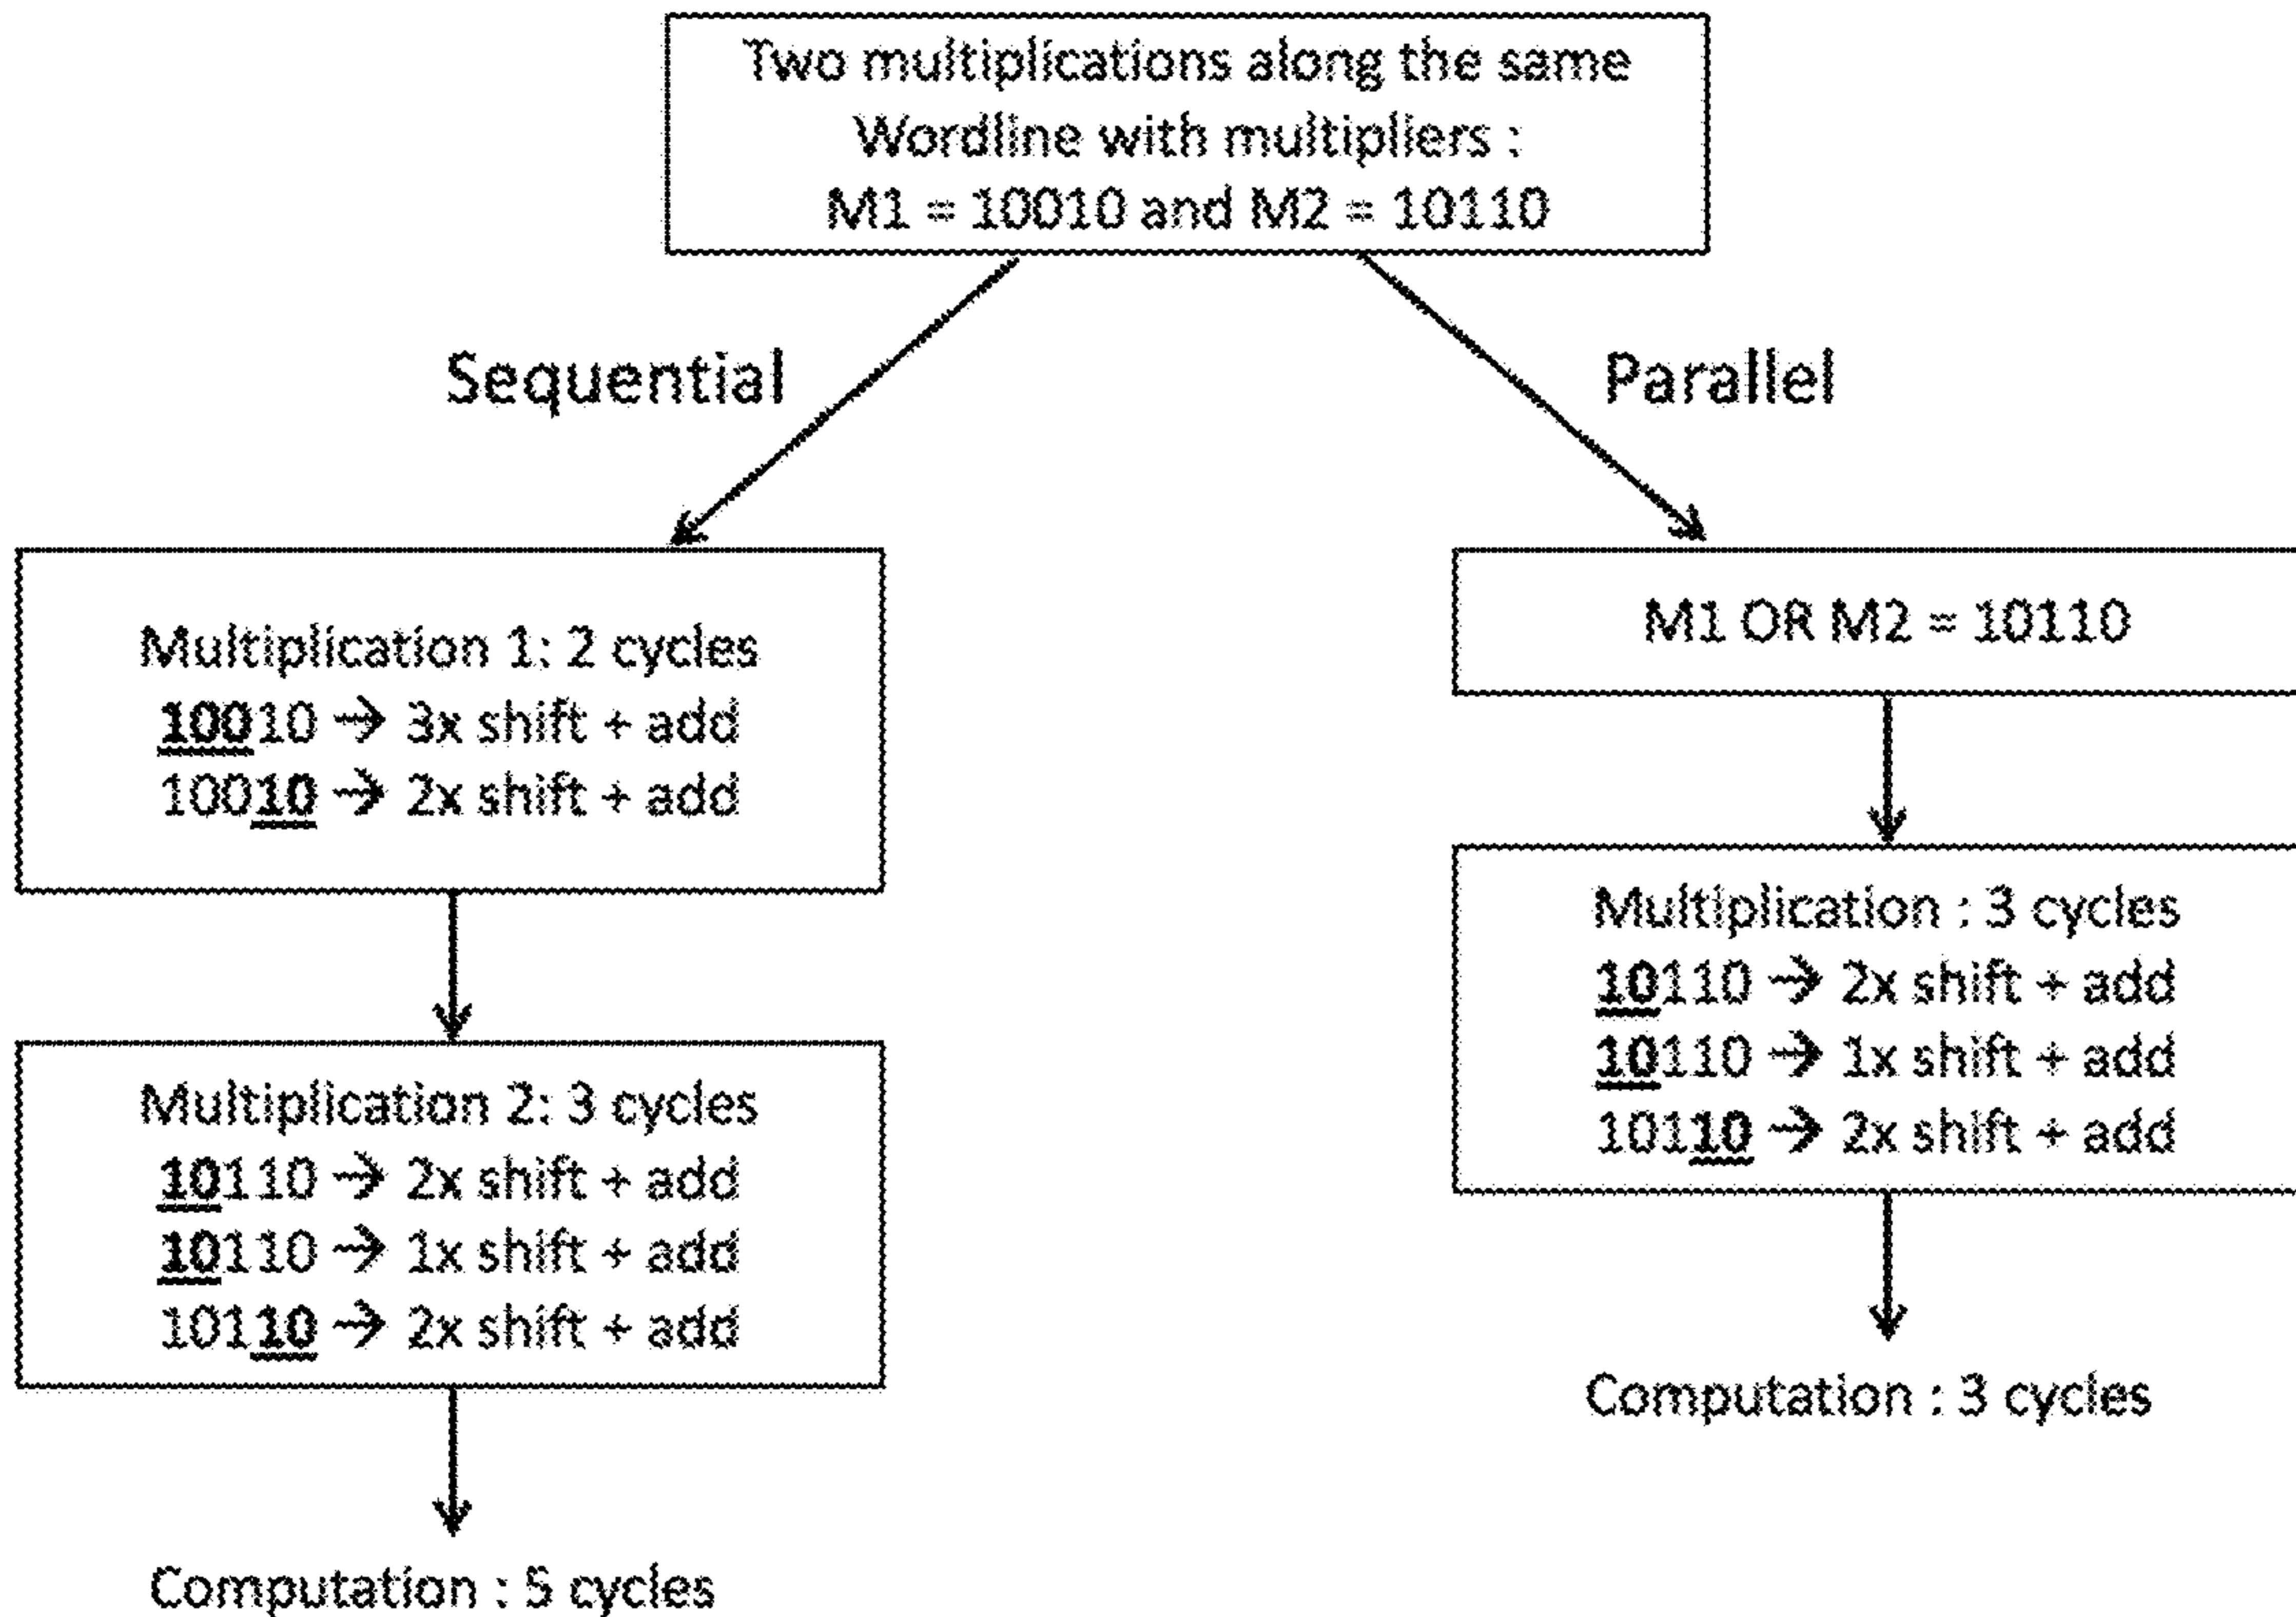 Two multiplications along the same
Wordline with multipliers :
M1 = 10010 and M2 = 10110
Sequential
Parallel
Multiplication 1: 2 cycles
10010 → 3x shift + add
10010 → 2x shift + add
Multiplication 2: 3 cycles
10110 → 2x shift + add
10110 → 1x shift + add
10110 → 2x shift + add
Computation : 5 cycles
M1 OR M2 = 10110
Multiplication : 3 cycles
10110 → 2x shift + add
10110 → 1x shift + add
10110 → 2x shift + add
Computation : 3 cycles